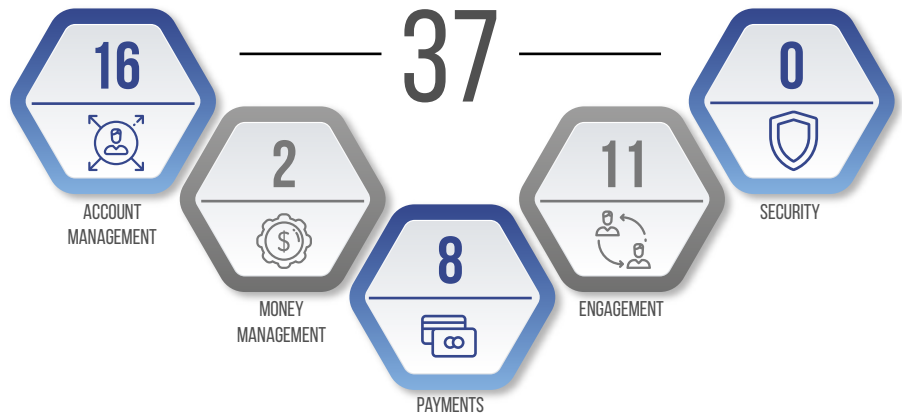 37
16
ACCOUNT
MANAGEMENT
2
$
MONEY
MANAGEMENT
8
PAYMENTS
11
ENGAGEMENT
0
SECURITY